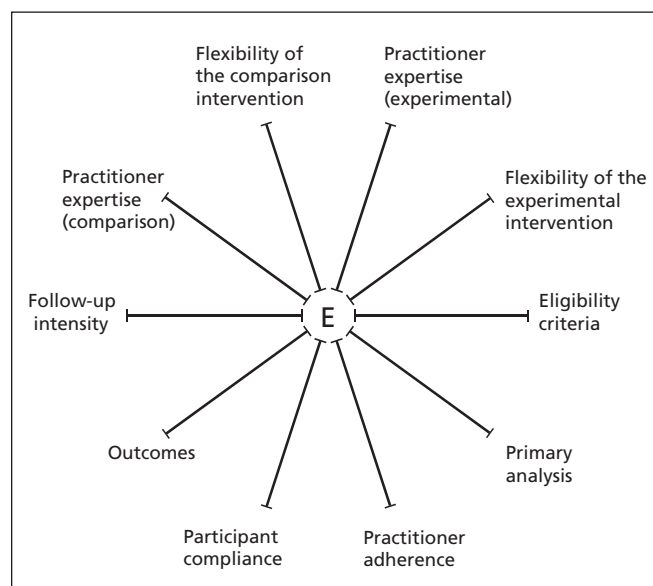 Flexibility of
the comparison
intervention
Practitioner
expertise
(experimental)
Practitioner
expertise
(comparison)
Flexibility of the
experimental
intervention
Follow-up
intensity
E
Eligibility
criteria
Outcomes
Primary
analysis
Participant
compliance
Practitioner
adherence